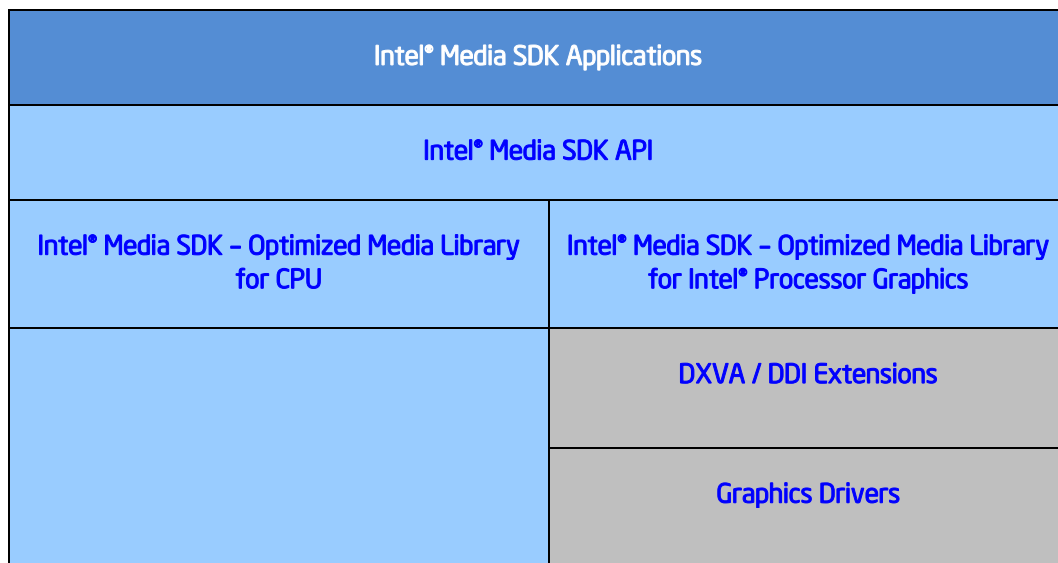 Intel® Media SDK Applications
Intel® Media SDK API
Intel® Media SDK – Optimized Media Library
for CPU
Intel® Media SDK – Optimized Media Library
for Intel® Processor Graphics
DXVA / DDI Extensions
Graphics Drivers